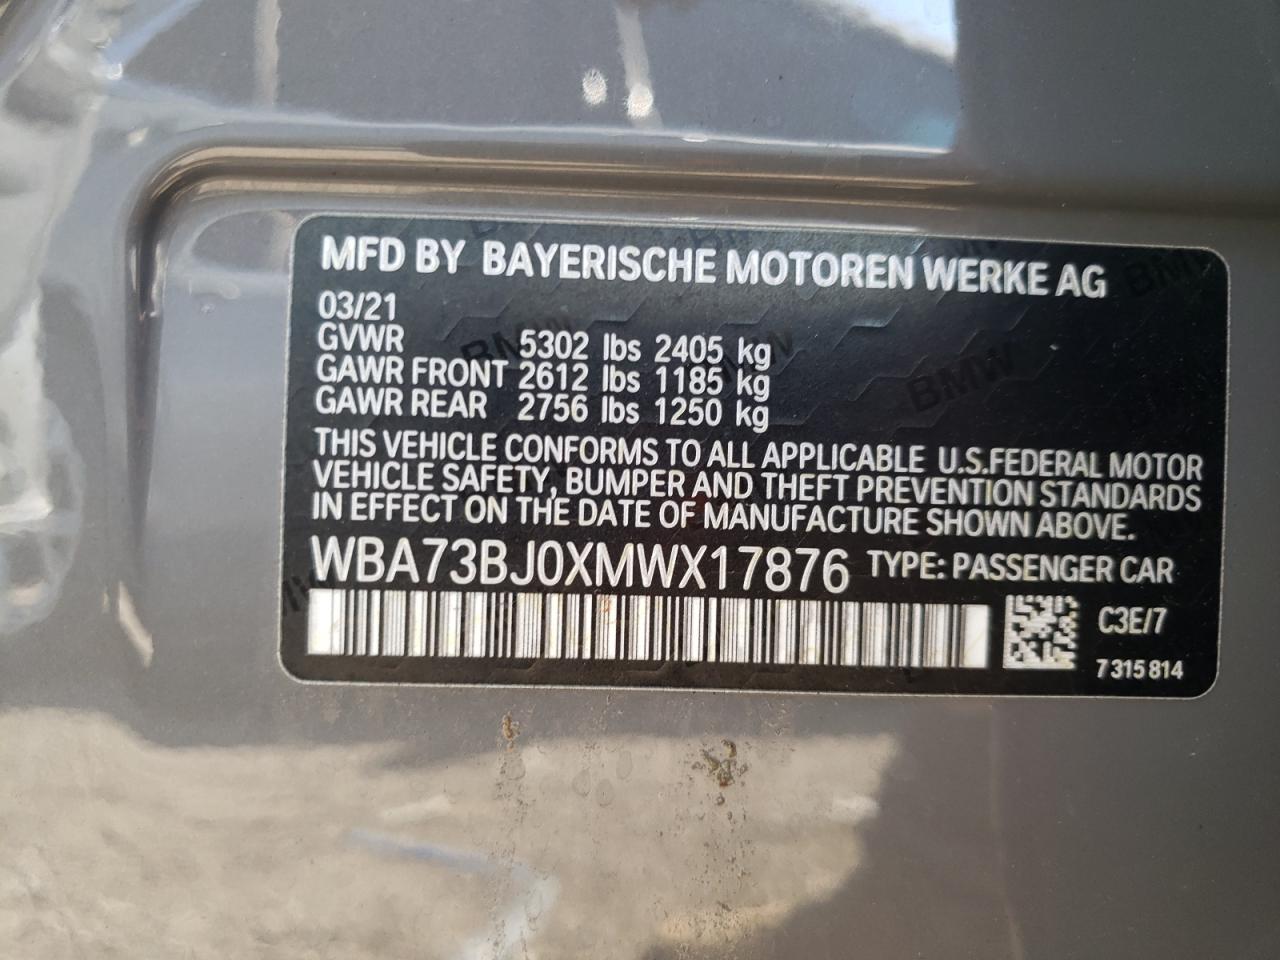 MFD BY BAYERISCHE MOTOREN WERKE AG
03/21
GVWR 5302 lbs 2405 kg
GAWR FRONT 2612 lbs 1185 kg
GAWR REAR 2756 lbs 1250 kg
THIS VEHICLE CONFORMS TO ALL APPLICABLE U.S.FEDERAL MOTOR
VEHICLE SAFETY, BUMPER AND THEFT PREVENTION STANDARDS
IN EFFECT ON THE DATE OF MANUFACTURE SHOWN ABOVE.
WBA73BJ0XMWX17876 TYPE: PASSENGER CAR
C3E/7
7 315 814